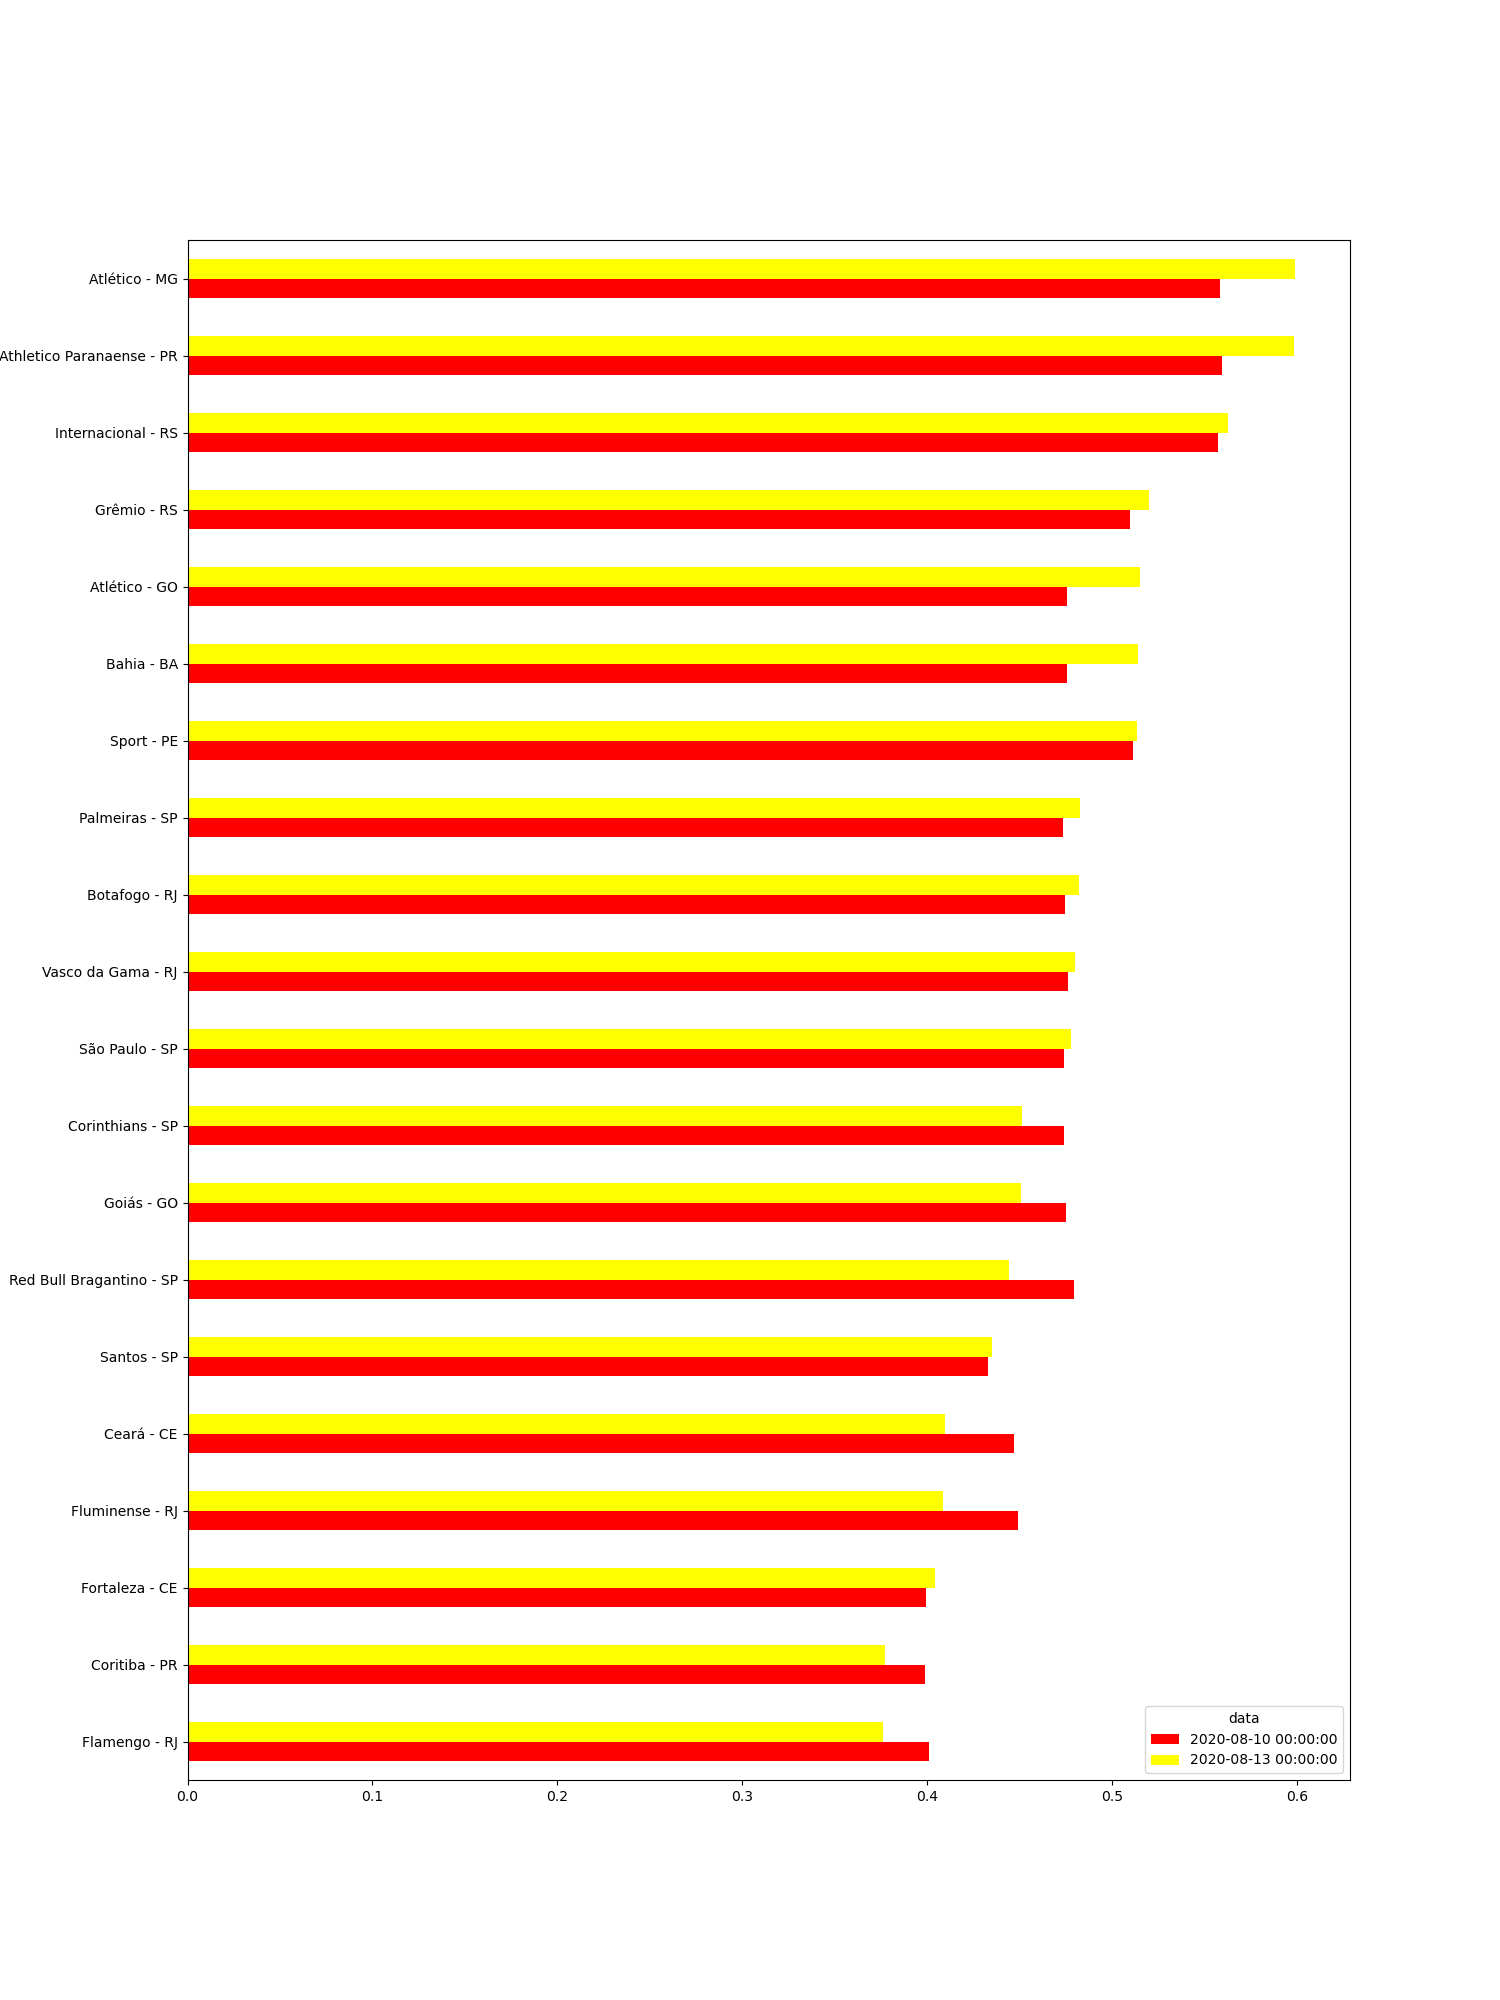 Atlético - MG
Athletico Paranaense - PR
Internacional - RS
Grêmio - RS
Atlético - GO
Bahia - BA
Sport - PE
Palmeiras - SP
Botafogo - RJ
Vasco da Gama - RJ
São Paulo - SP
Corinthians - SP
Goiás - GO
Red Bull Bragantino - SP
Santos - SP
Ceará - CE
Fluminense - RJ
Fortaleza - CE
Coritiba - PR
Flamengo - RJ
data
2020-08-10 00:00:00
2020-08-13 00:00:00
0.0 0.1 0.2 0.3 0.4 0.5 0.6